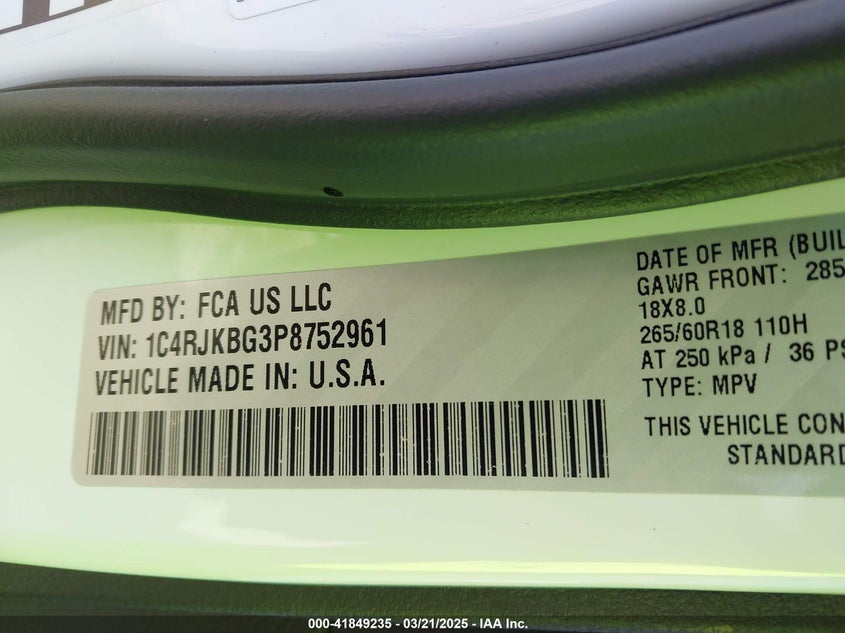 MFD BY: FCA US LLC
VIN: 1C4RJKBG3P8752961
VEHICLE MADE IN: U.S.A.
DATE OF MFR (BUIL
GAWR FRONT: 285
18X8.0
265/60R18 110H
AT 250 kPa / 36 PS
TYPE: MPV
THIS VEHICLE CON
STANDARD
000-41849235 - 03/21/2025 - IAA Inc.